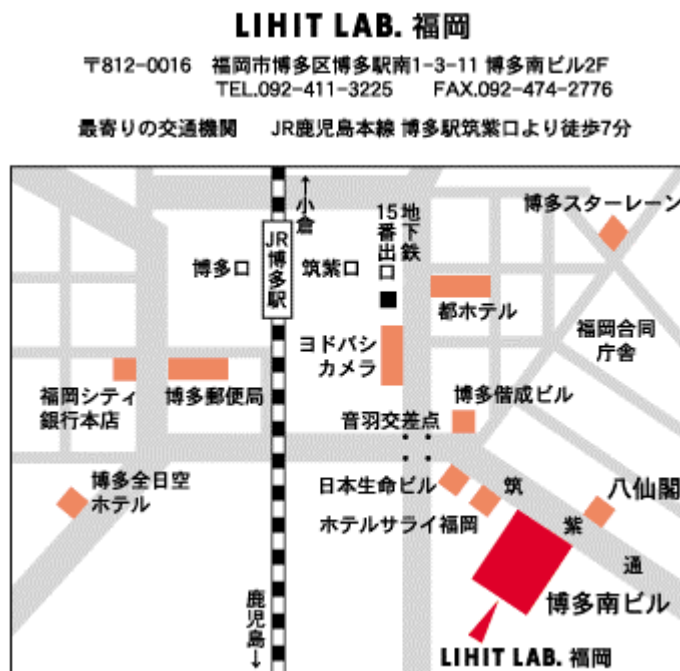 LIHIT LAB. 福岡
〒812-0016 福岡市博多区博多駅南1-3-11 博多南ビル2F
TEL.092-411-3225 FAX.092-474-2776
最寄りの交通機関 JR鹿児島本線 博多駅筑紫口より徒歩7分
↑小倉
地下鉄
15番出口
博多スターレーン
博多口
JR博多駅
筑紫口
都ホテル
福岡合同
庁舎
ヨドバシ
カメラ
福岡シティ
銀行本店
博多郵便局
博多偕成ビル
音羽交差点
博多全日空
ホテル
日本生命ビル
筑紫通
八仙閣
ホテルサライ福岡
博多南ビル
鹿児島↓
LIHIT LAB. 福岡